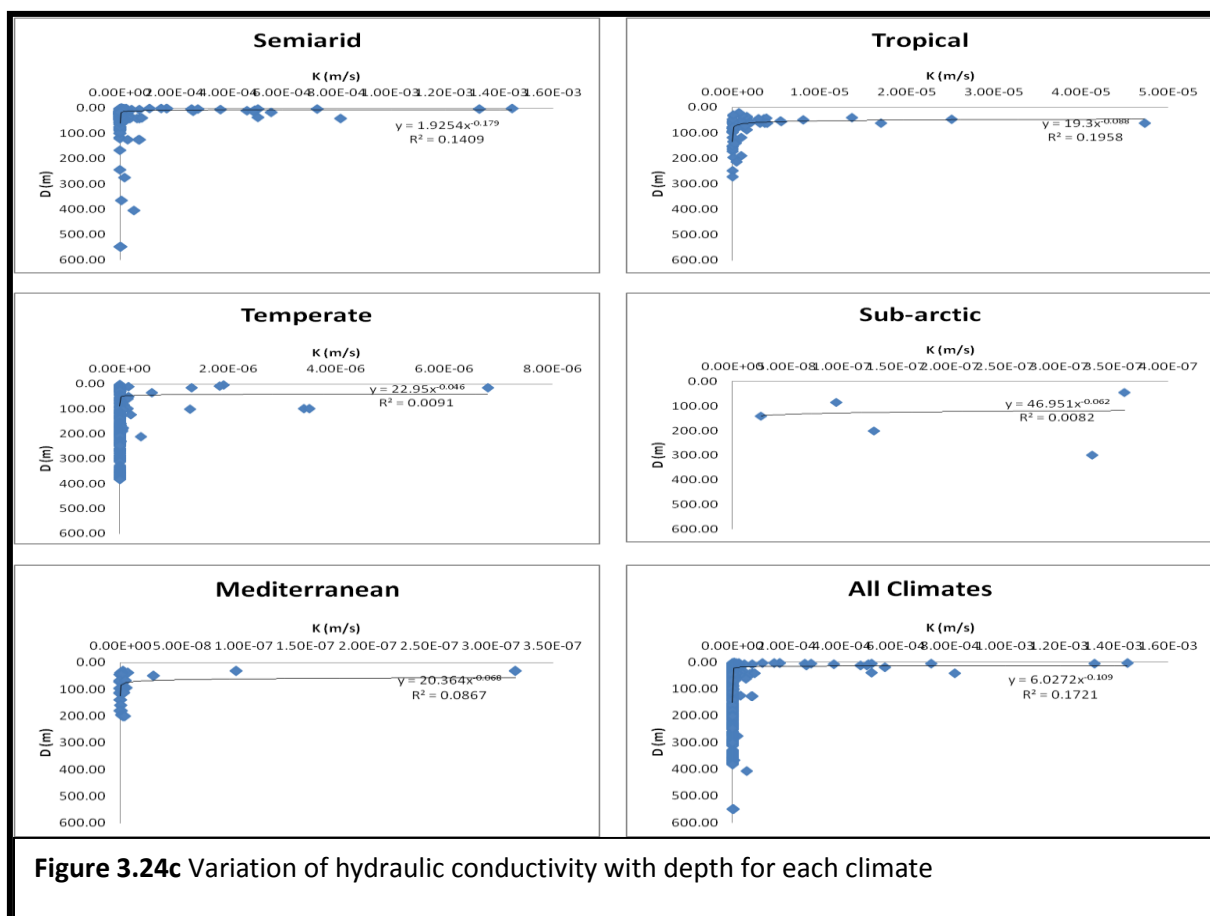 Semiarid
K (m/s)
0.00E+00 2.00E-04 4.00E-04 6.00E-04 8.00E-04 1.00E-03 1.20E-03 1.40E-03 1.60E-03
0.00
100.00
200.00
300.00
400.00
500.00
600.00
D (m)
y = 1.9254x^-0.179
R² = 0.1409
Tropical
K (m/s)
0.00E+00 1.00E-05 2.00E-05 3.00E-05 4.00E-05 5.00E-05
0.00
100.00
200.00
300.00
400.00
500.00
600.00
D (m)
y = 19.3x^-0.088
R² = 0.1958
Temperate
K (m/s)
0.00E+00 2.00E-06 4.00E-06 6.00E-06 8.00E-06
0.00
100.00
200.00
300.00
400.00
500.00
600.00
D (m)
y = 22.95x^-0.046
R² = 0.0091
Sub-arctic
K (m/s)
0.00E+00 5.00E-08 1.00E-07 1.50E-07 2.00E-07 2.50E-07 3.00E-07 3.50E-07 4.00E-07
0.00
100.00
200.00
300.00
400.00
500.00
600.00
D (m)
y = 46.951x^-0.062
R² = 0.0082
Mediterranean
K (m/s)
0.00E+00 5.00E-08 1.00E-07 1.50E-07 2.00E-07 2.50E-07 3.00E-07 3.50E-07
0.00
100.00
200.00
300.00
400.00
500.00
600.00
D (m)
y = 20.364x^-0.068
R² = 0.0867
All Climates
K (m/s)
0.00E+00 2.00E-04 4.00E-04 6.00E-04 8.00E-04 1.00E-03 1.20E-03 1.40E-03 1.60E-03
0.00
100.00
200.00
300.00
400.00
500.00
600.00
D (m)
y = 6.0272x^-0.109
R² = 0.1721
Figure 3.24c Variation of hydraulic conductivity with depth for each climate